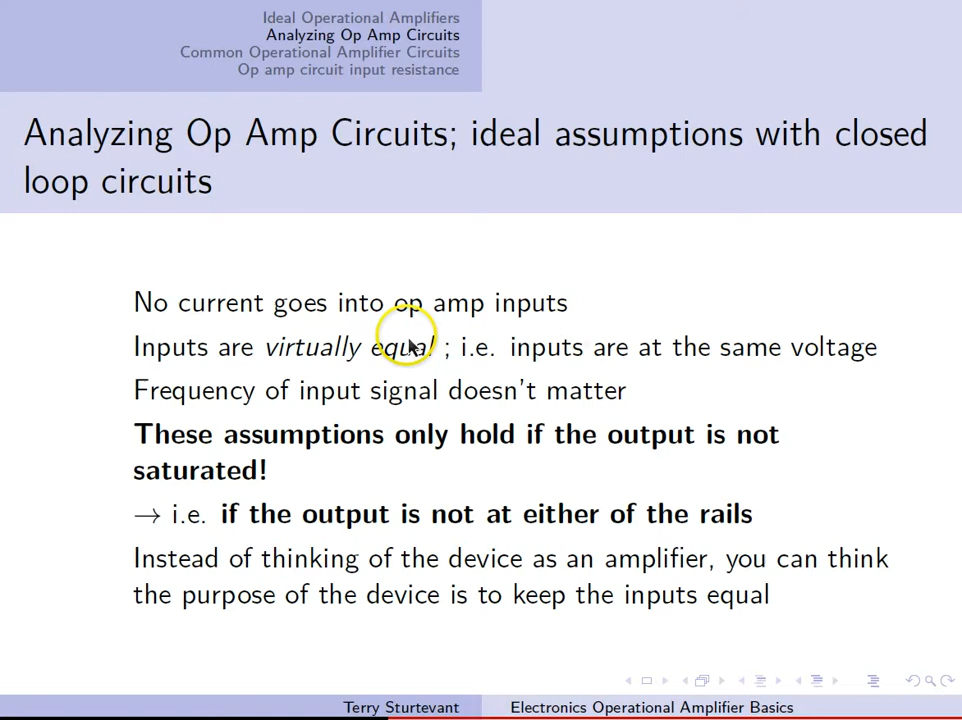 Ideal Operational Amplifiers
Analyzing Op Amp Circuits
Common Operational Amplifier Circuits
Op amp circuit input resistance
Analyzing Op Amp Circuits; ideal assumptions with closed
loop circuits
No current goes into op amp inputs
Inputs are virtually equal ; i.e. inputs are at the same voltage
Frequency of input signal doesn't matter
These assumptions only hold if the output is not
saturated!
→ i.e. if the output is not at either of the rails
Instead of thinking of the device as an amplifier, you can think
the purpose of the device is to keep the inputs equal
Terry Sturtevant
Electronics Operational Amplifier Basics